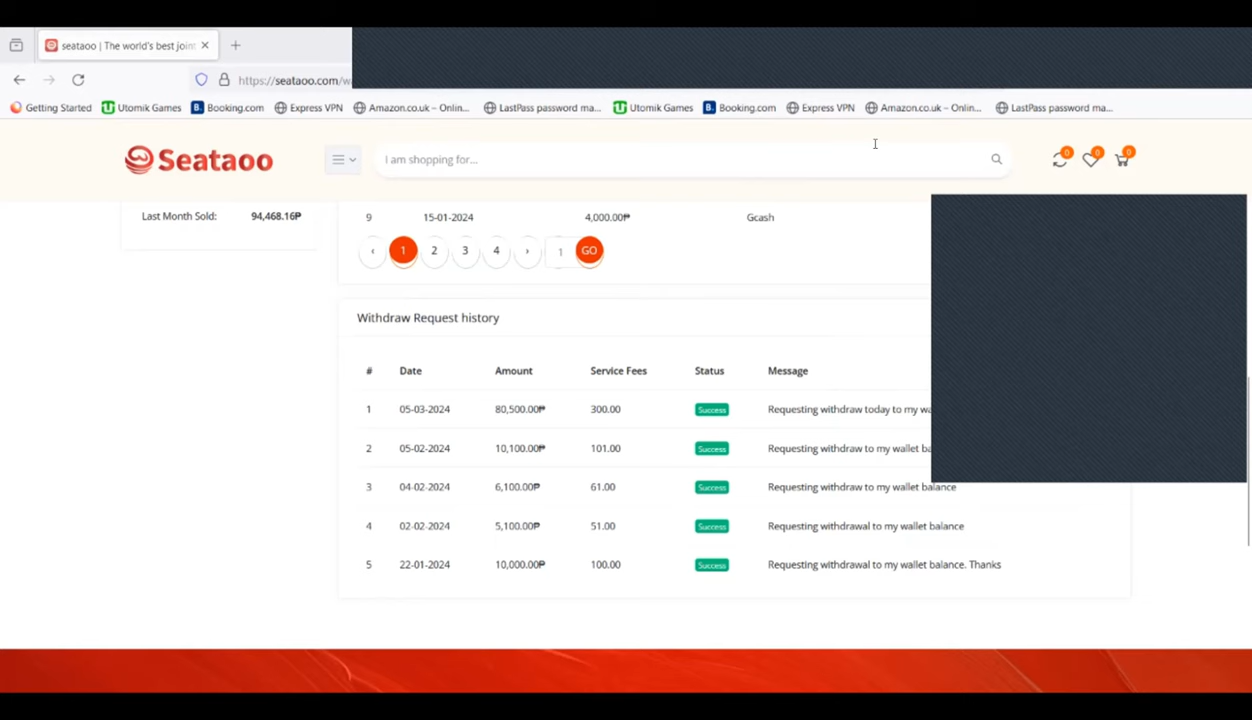 seataoo | The world's best join
https://seataoo.com/w
Getting Started Utomik Games Booking.com Express VPN Amazon.co.uk – Onlin... LastPass password ma... Utomik Games Booking.com Express VPN Amazon.co.uk – Onlin... LastPass password ma...
Seataoo I am shopping for... 0 0 0
Last Month Sold: 94,468.16₱ 9 15-01-2024 4,000.00₱ Gcash
‹ 1 2 3 4 › 1 GO
Withdraw Request history
# Date Amount Service Fees Status Message
1 05-03-2024 80,500.00₱ 300.00 Success Requesting withdraw today to my wa
2 05-02-2024 10,100.00₱ 101.00 Success Requesting withdraw to my wallet ba
3 04-02-2024 6,100.00₱ 61.00 Success Requesting withdraw to my wallet balance
4 02-02-2024 5,100.00₱ 51.00 Success Requesting withdrawal to my wallet balance
5 22-01-2024 10,000.00₱ 100.00 Success Requesting withdrawal to my wallet balance. Thanks